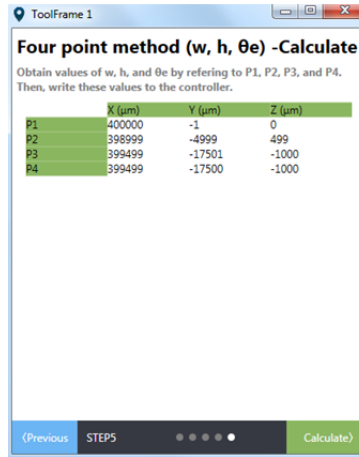 ToolFrame 1
Four point method (w, h, θe) -Calculate
Obtain values of w, h, and θe by refering to P1, P2, P3, and P4.
Then, write these values to the controller.
X (μm) Y (μm) Z (μm)
P1 400000 -1 0
P2 398999 -4999 499
P3 399499 -17501 -1000
P4 399499 -17500 -1000
⟨Previous STEP5 Calculate⟩